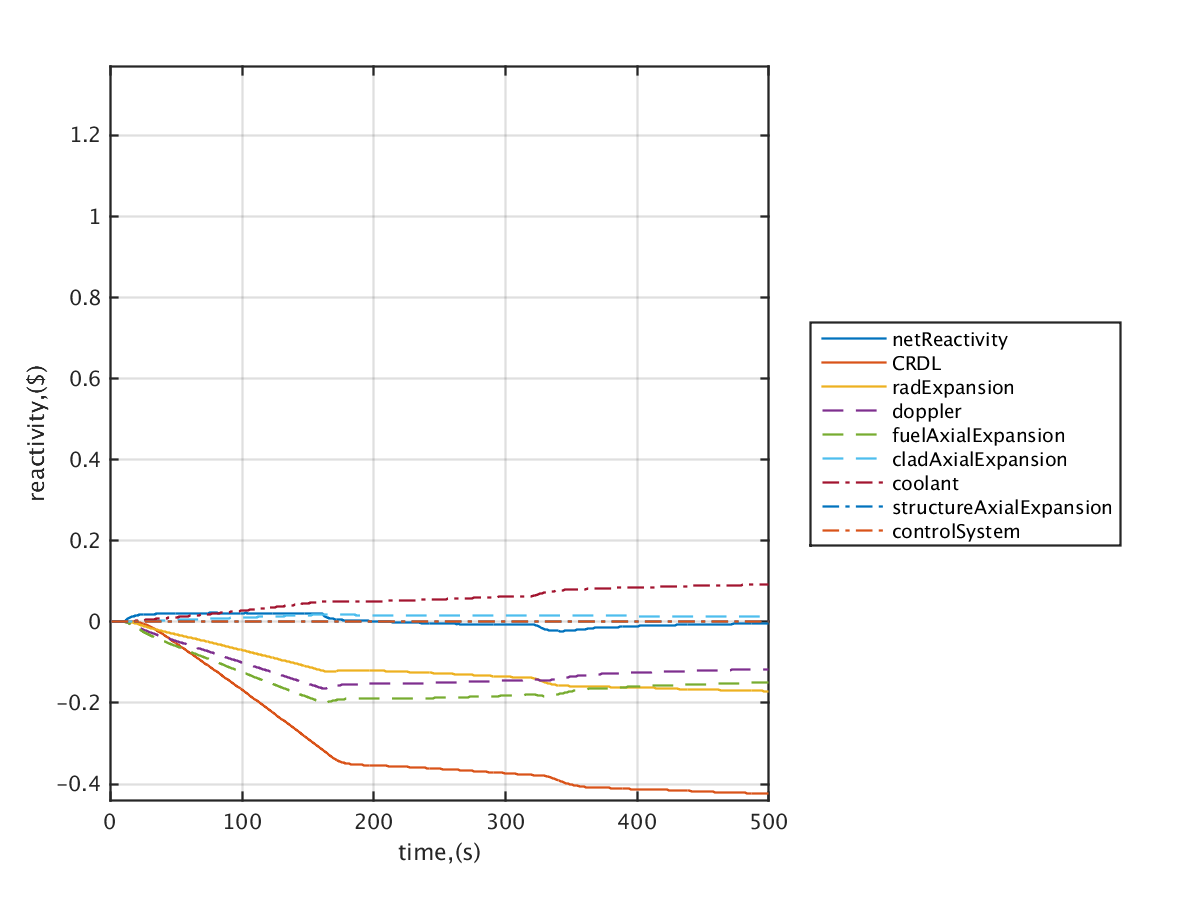 1.2
1
0.8
0.6
0.4
0.2
0
−0.2
−0.4
0
100
200
300
400
500
time,(s)
reactivity,($)
netReactivity
CRDL
radExpansion
doppler
fuelAxialExpansion
cladAxialExpansion
coolant
structureAxialExpansion
controlSystem